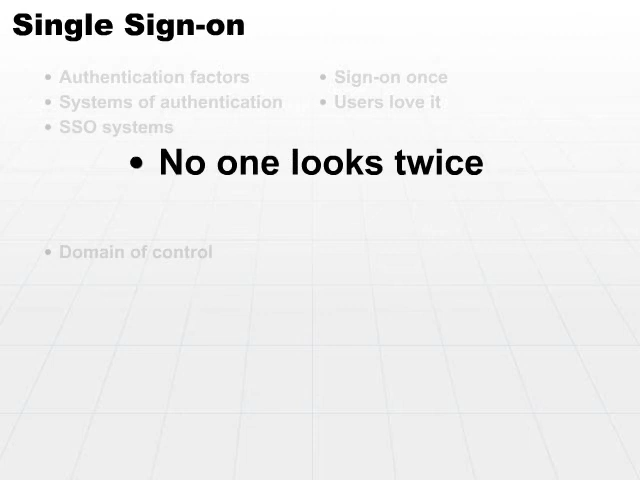 Single Sign-on
• Authentication factors
• Systems of authentication
• SSO systems
• Sign-on once
• Users love it
• No one looks twice
• Domain of control